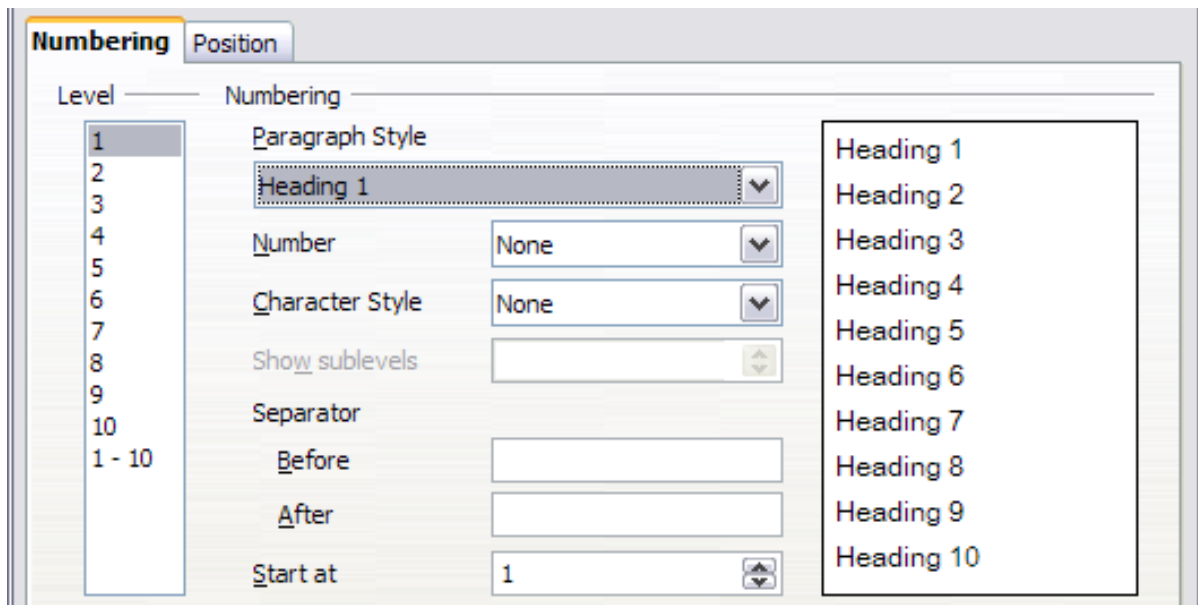 Numbering Position
Level Numbering
1
2
3
4
5
6
7
8
9
10
1 - 10
Paragraph Style
Heading 1
Number None
Character Style None
Show sublevels
Separator
Before
After
Start at 1
Heading 1
Heading 2
Heading 3
Heading 4
Heading 5
Heading 6
Heading 7
Heading 8
Heading 9
Heading 10